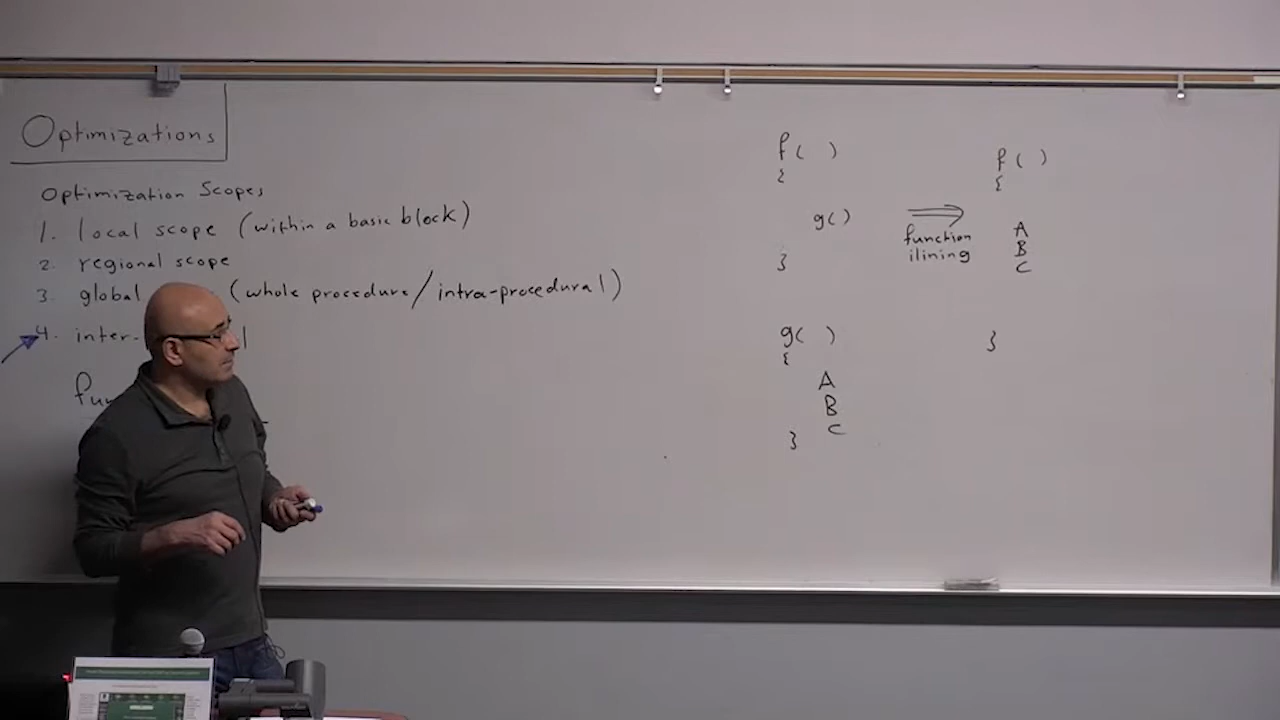 Optimizations
Optimization Scopes
1. local scope (within a basic block)
2. regional scope
3. global (whole procedure/intra-procedural)
4. inter-
f( )
{
g()
}
g( )
{
A
B
C
}
⇒
function
ilining
f( )
{
A
B
C
}